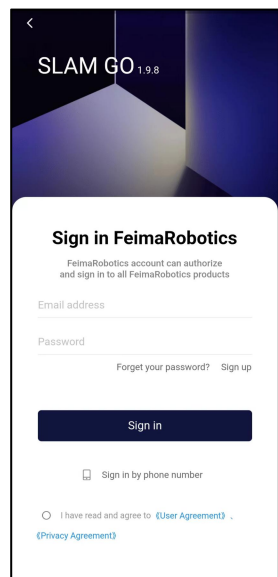 SLAM GO 1.9.8
Sign in FeimaRobotics
FeimaRobotics account can authorize
and sign in to all FeimaRobotics products
Email address
Password
Forget your password? Sign up
Sign in
Sign in by phone number
I have read and agree to 《User Agreement》 ,
《Privacy Agreement》